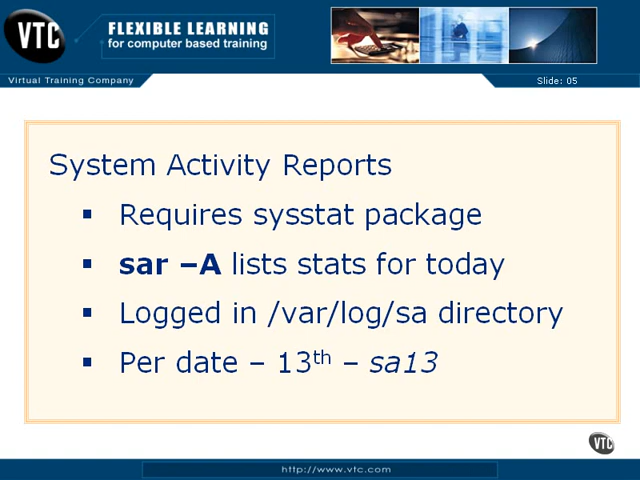 VTC
FLEXIBLE LEARNING
for computer based training
Virtual Training Company
Slide: 05
System Activity Reports
▪ Requires sysstat package
▪ sar –A lists stats for today
▪ Logged in /var/log/sa directory
▪ Per date – 13th – sa13
VTC
http://www.vtc.com